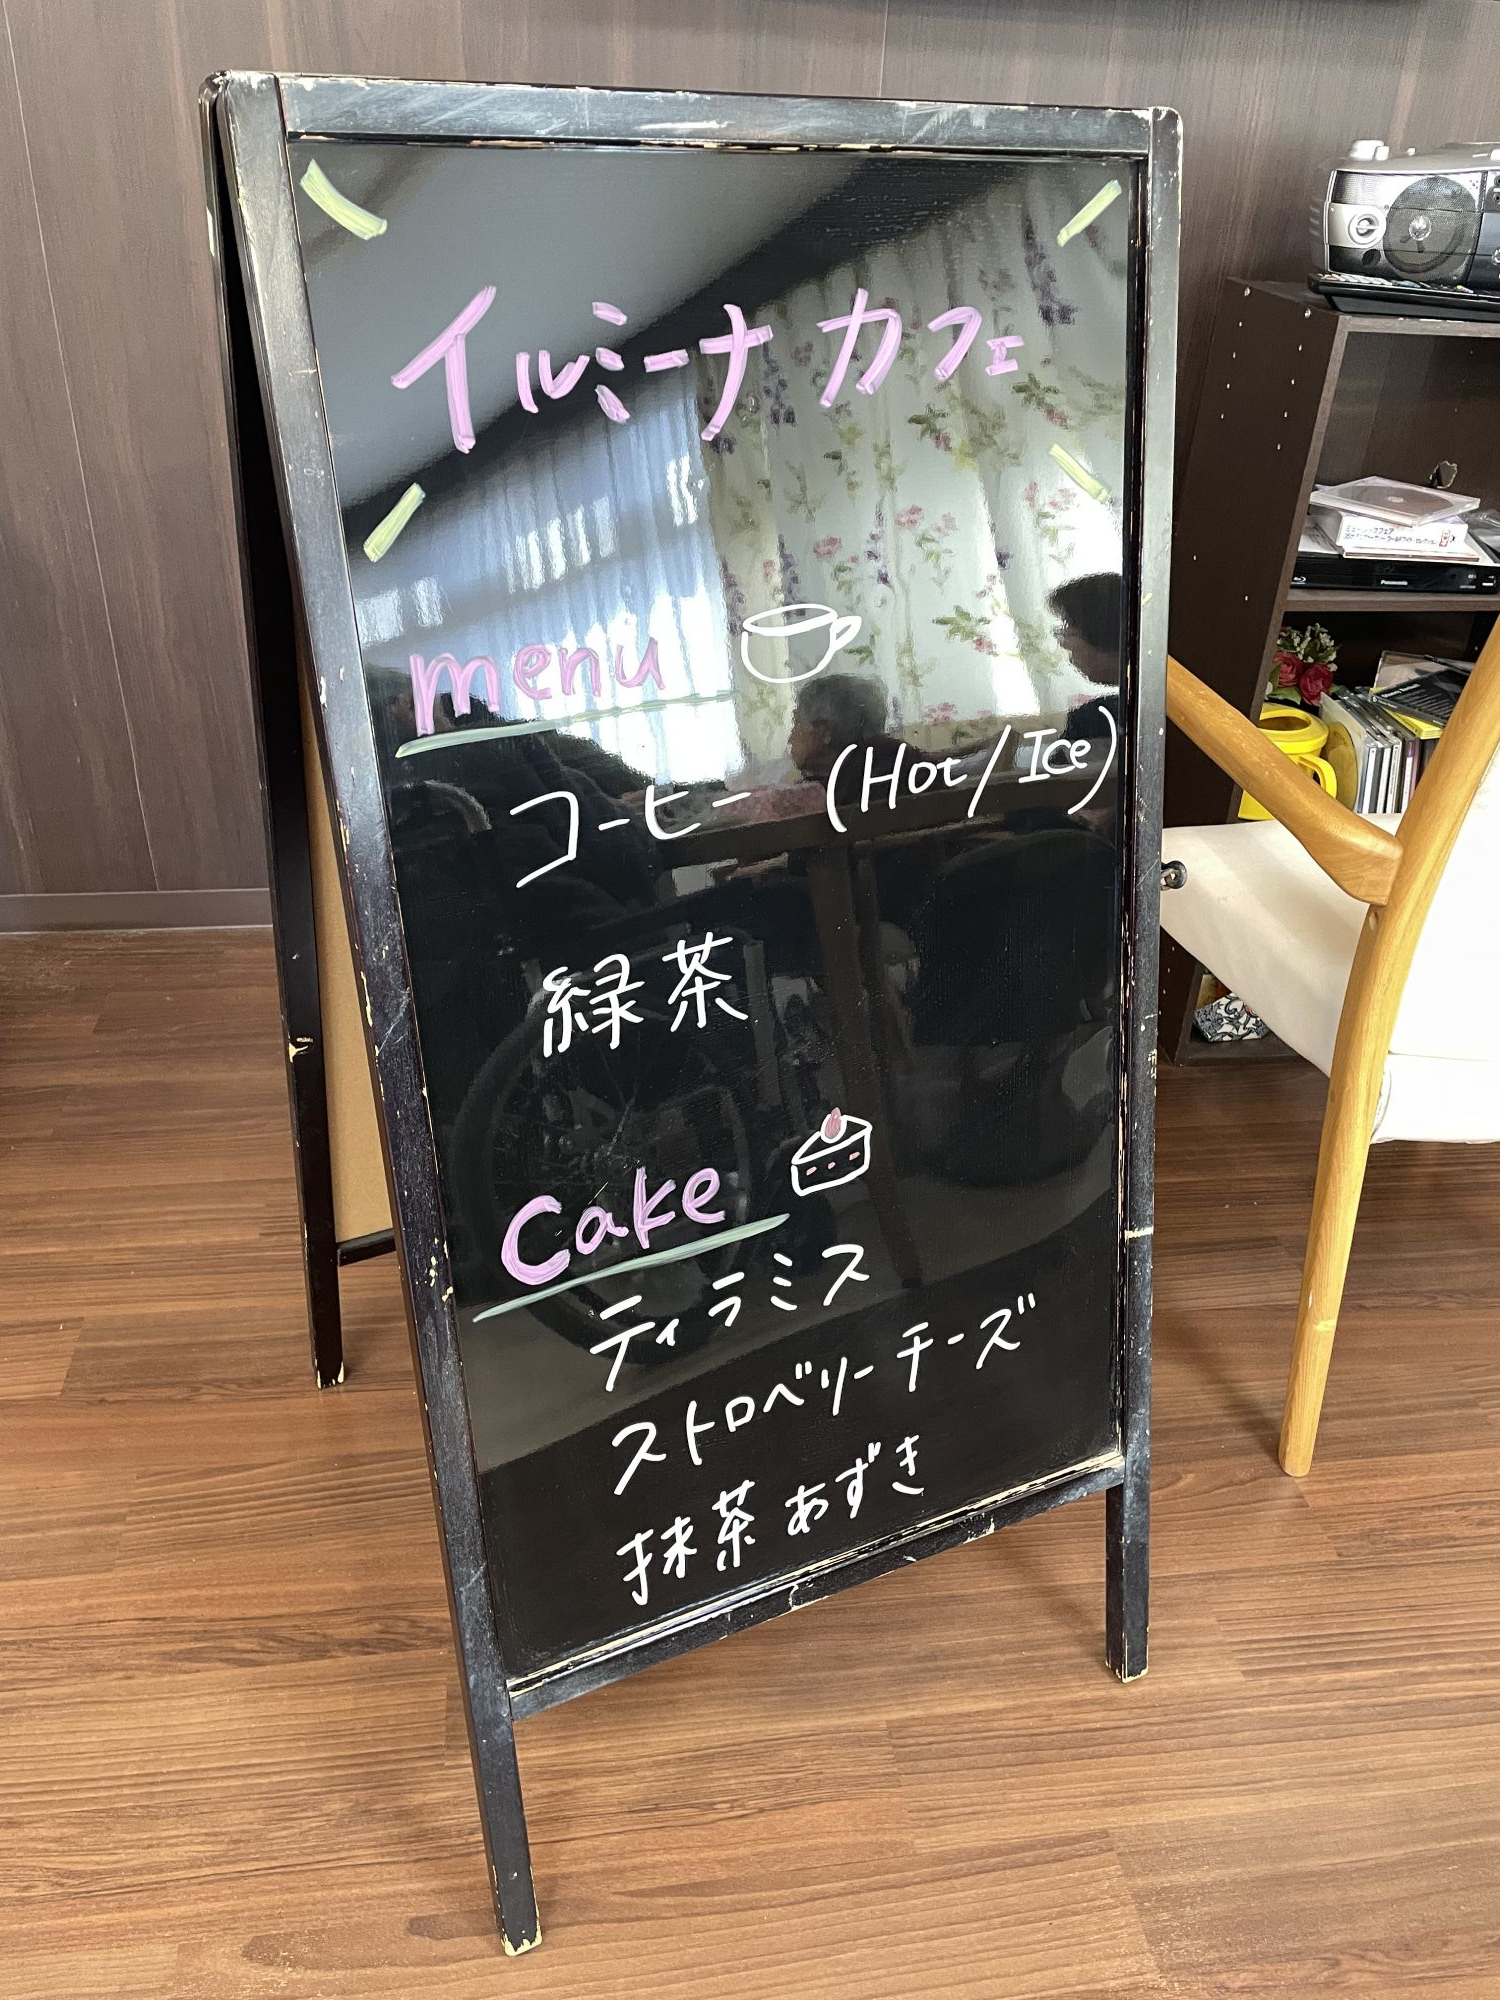 イルミーナ カフェ
menu
コーヒー (Hot/Ice)
緑茶
Cake
ティラミス
ストロベリーチーズ
抹茶あずき
Panasonic